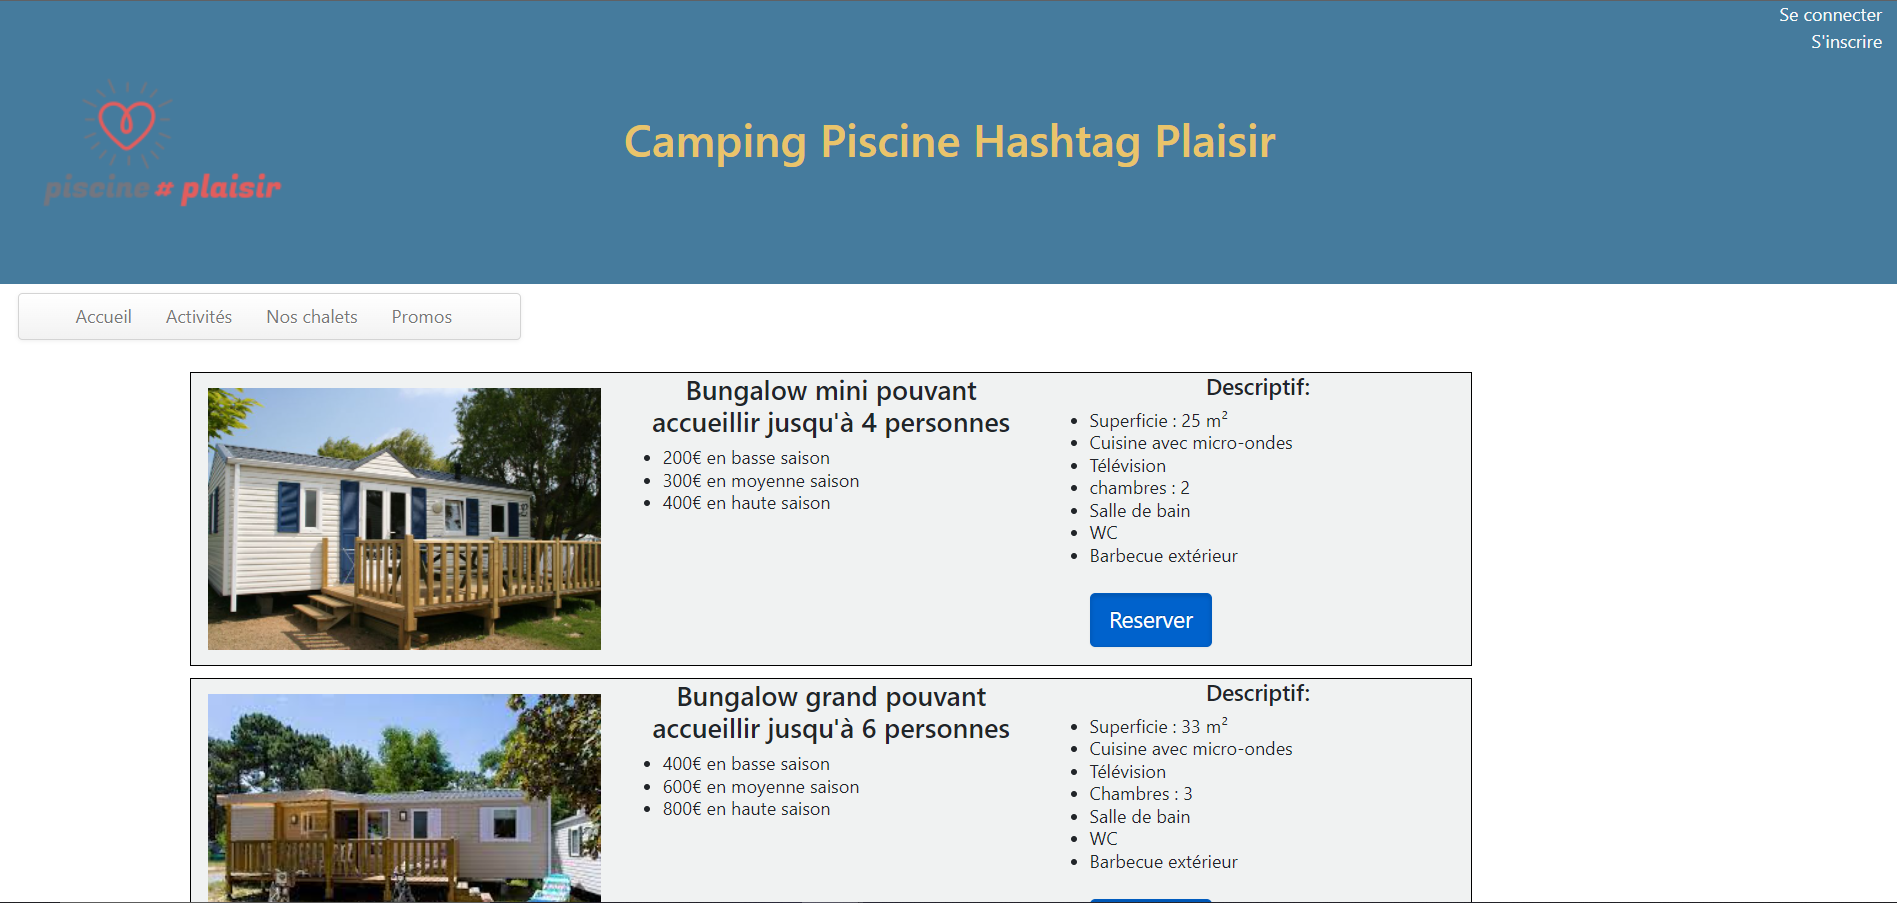 Se connecter
S'inscrire
piscine # plaisir
Camping Piscine Hashtag Plaisir
Accueil Activités Nos chalets Promos
Bungalow mini pouvant
accueillir jusqu'à 4 personnes
200€ en basse saison
300€ en moyenne saison
400€ en haute saison
Descriptif:
Superficie : 25 m²
Cuisine avec micro-ondes
Télévision
chambres : 2
Salle de bain
WC
Barbecue extérieur
Reserver
Bungalow grand pouvant
accueillir jusqu'à 6 personnes
400€ en basse saison
600€ en moyenne saison
800€ en haute saison
Descriptif:
Superficie : 33 m²
Cuisine avec micro-ondes
Télévision
Chambres : 3
Salle de bain
WC
Barbecue extérieur